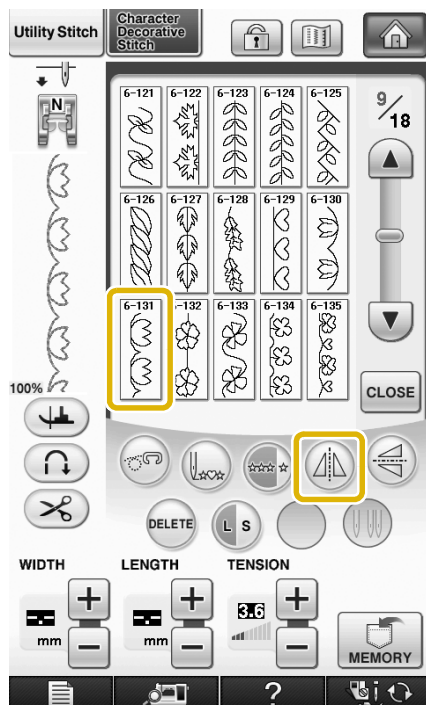 Utility Stitch
Character
Decorative
Stitch
N
6-121 6-122 6-123 6-124 6-125
9/18
6-126 6-127 6-128 6-129 6-130
6-131 6-132 6-133 6-134 6-135
100%
CLOSE
DELETE
L S
WIDTH LENGTH TENSION
3.6
mm mm
MEMORY
?